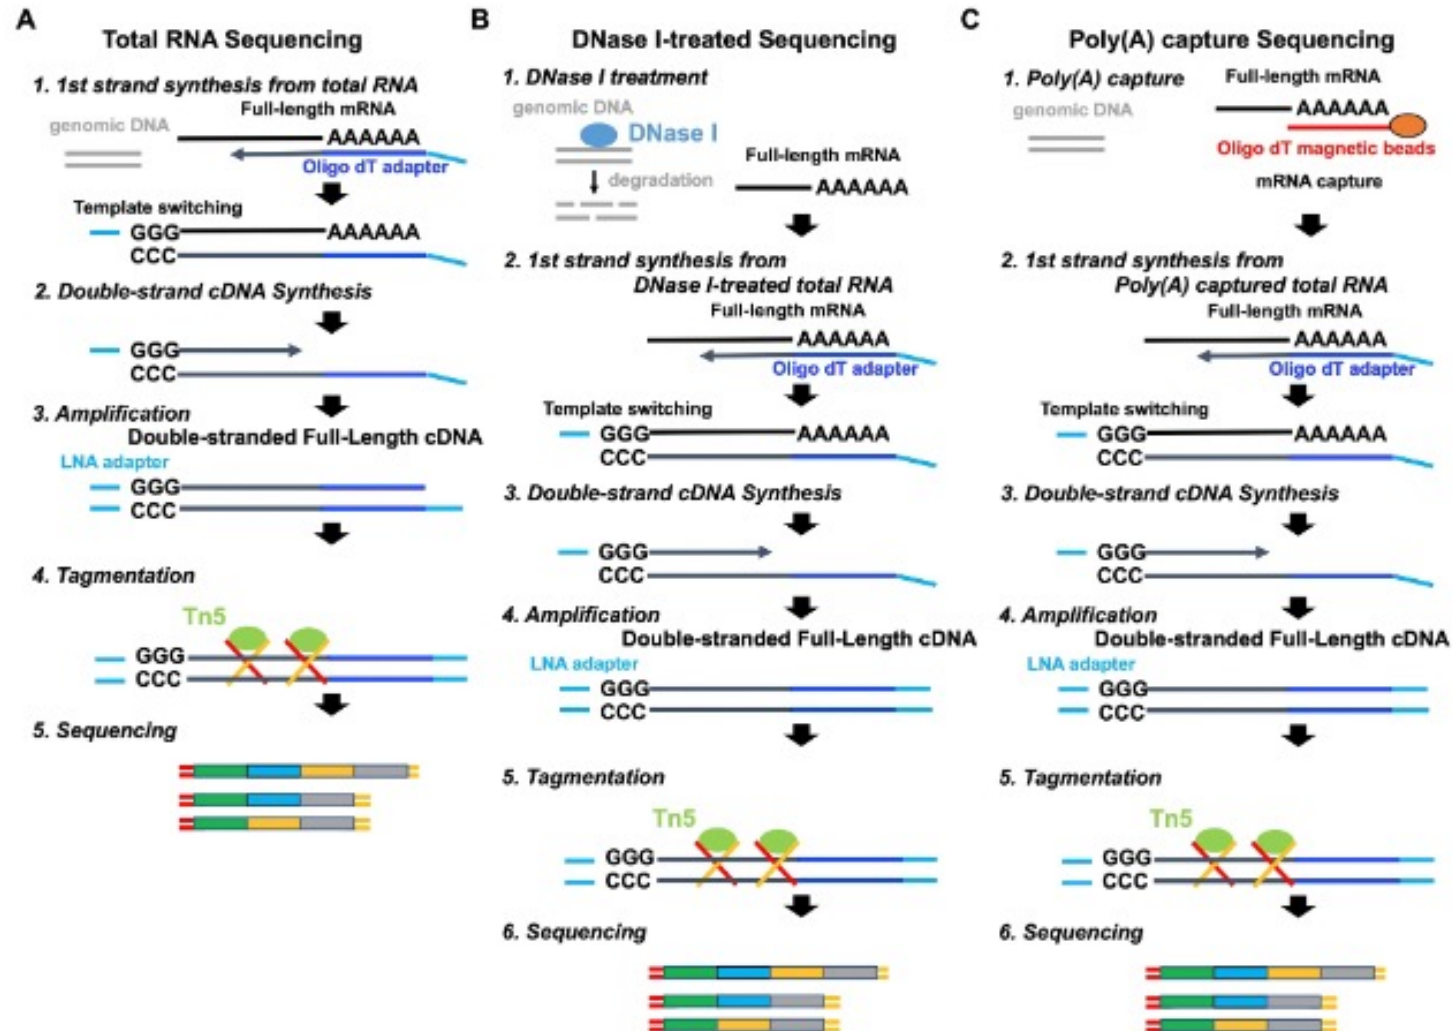 A
Total RNA Sequencing
1. 1st strand synthesis from total RNA
Full-length mRNA
genomic DNA
AAAAAA
Oligo dT adapter
Template switching
GGG
AAAAAA
CCC
2. Double-strand cDNA Synthesis
GGG
CCC
3. Amplification
Double-stranded Full-Length cDNA
LNA adapter
GGG
CCC
4. Tagmentation
Tn5
GGG
CCC
5. Sequencing
B
DNase I-treated Sequencing
1. DNase I treatment
genomic DNA
DNase I
Full-length mRNA
degradation
AAAAAA
2. 1st strand synthesis from
DNase I-treated total RNA
Full-length mRNA
AAAAAA
Oligo dT adapter
Template switching
GGG
AAAAAA
CCC
3. Double-strand cDNA Synthesis
GGG
CCC
4. Amplification
Double-stranded Full-Length cDNA
LNA adapter
GGG
CCC
5. Tagmentation
Tn5
GGG
CCC
6. Sequencing
C
Poly(A) capture Sequencing
1. Poly(A) capture
Full-length mRNA
genomic DNA
AAAAAA
Oligo dT magnetic beads
mRNA capture
2. 1st strand synthesis from
Poly(A) captured total RNA
Full-length mRNA
AAAAAA
Oligo dT adapter
Template switching
GGG
AAAAAA
CCC
3. Double-strand cDNA Synthesis
GGG
CCC
4. Amplification
Double-stranded Full-Length cDNA
LNA adapter
GGG
CCC
5. Tagmentation
Tn5
GGG
CCC
6. Sequencing